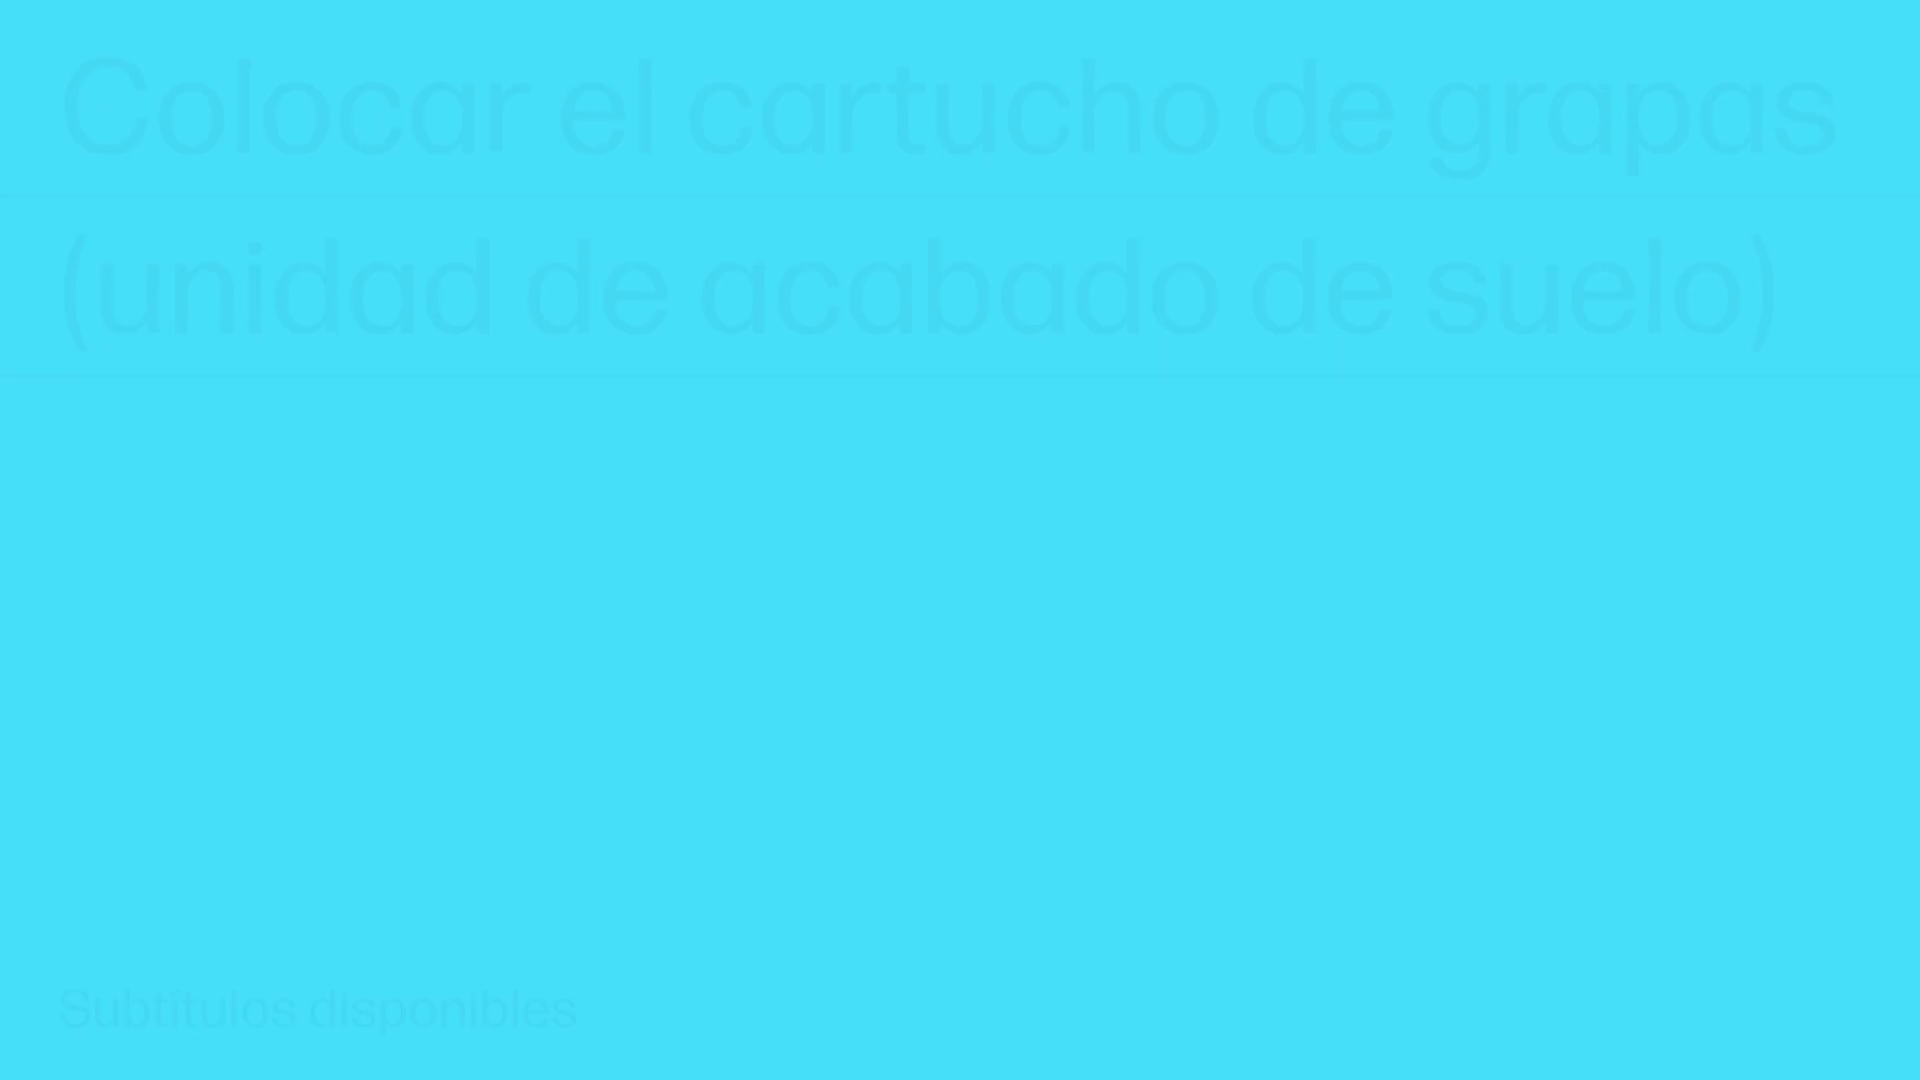 Colocar el cartucho de grapas
(unidad de acabado de suelo)
Subtítulos disponibles